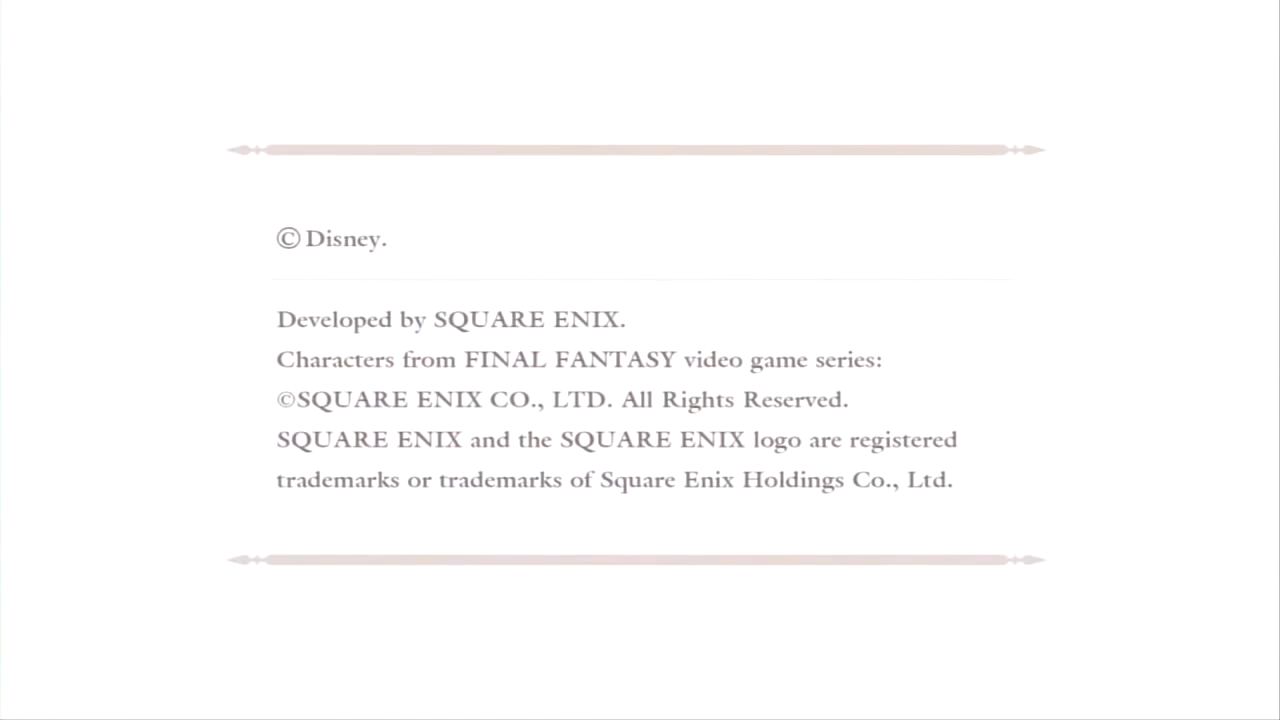 © Disney.
Developed by SQUARE ENIX.
Characters from FINAL FANTASY video game series:
©SQUARE ENIX CO., LTD. All Rights Reserved.
SQUARE ENIX and the SQUARE ENIX logo are registered
trademarks or trademarks of Square Enix Holdings Co., Ltd.